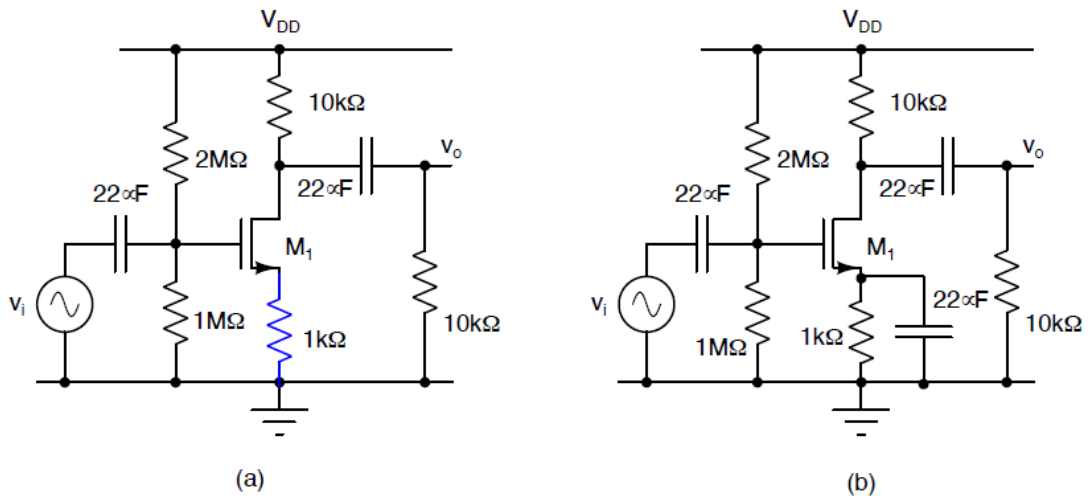 V_DD
10kΩ
v_o
2MΩ
22∝F
22∝F
M_1
v_i
1MΩ
1kΩ
10kΩ
(a)
V_DD
10kΩ
v_o
2MΩ
22∝F
22∝F
M_1
v_i
22∝F
1MΩ
1kΩ
10kΩ
(b)